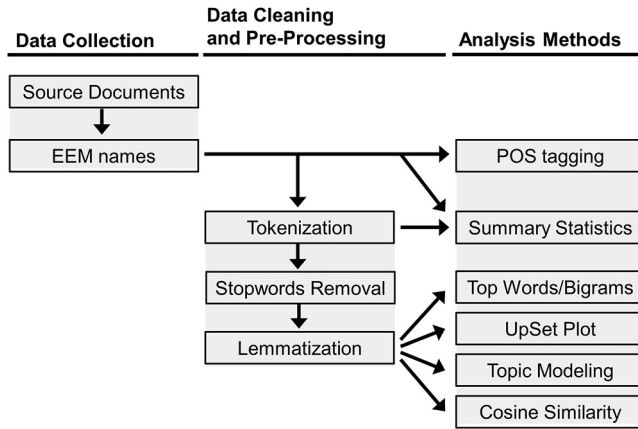 Data Collection
Data Cleaning
and Pre-Processing
Analysis Methods
Source Documents
EEM names
POS tagging
Tokenization
Summary Statistics
Stopwords Removal
Top Words/Bigrams
UpSet Plot
Lemmatization
Topic Modeling
Cosine Similarity